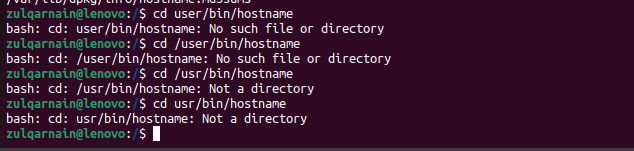 /var/lib/dpkg/info/hostname.md5sums
zulqarnain@lenovo:/$ cd user/bin/hostname
bash: cd: user/bin/hostname: No such file or directory
zulqarnain@lenovo:/$ cd /user/bin/hostname
bash: cd: /user/bin/hostname: No such file or directory
zulqarnain@lenovo:/$ cd /usr/bin/hostname
bash: cd: /usr/bin/hostname: Not a directory
zulqarnain@lenovo:/$ cd usr/bin/hostname
bash: cd: usr/bin/hostname: Not a directory
zulqarnain@lenovo:/$